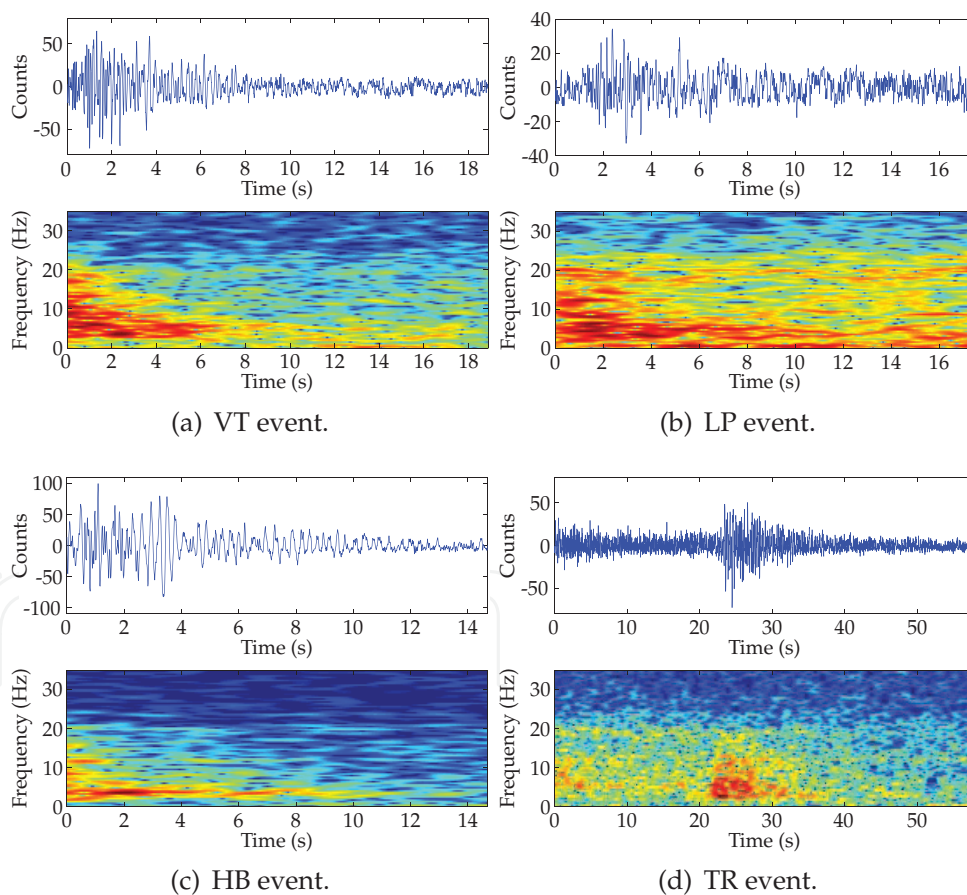 50
0
-50
Counts
0 2 4 6 8 10 12 14 16 18
Time (s)
30
20
10
0
Frequency (Hz)
0 2 4 6 8 10 12 14 16 18
Time (s)
(a) VT event.
40
20
0
-20
-40
Counts
0 2 4 6 8 10 12 14 16
Time (s)
30
20
10
0
Frequency (Hz)
0 2 4 6 8 10 12 14 16
Time (s)
(b) LP event.
100
50
0
-50
-100
Counts
0 2 4 6 8 10 12 14
Time (s)
30
20
10
0
Frequency (Hz)
0 2 4 6 8 10 12 14
Time (s)
(c) HB event.
50
0
-50
Counts
0 10 20 30 40 50
Time (s)
30
20
10
0
Frequency (Hz)
0 10 20 30 40 50
Time (s)
(d) TR event.